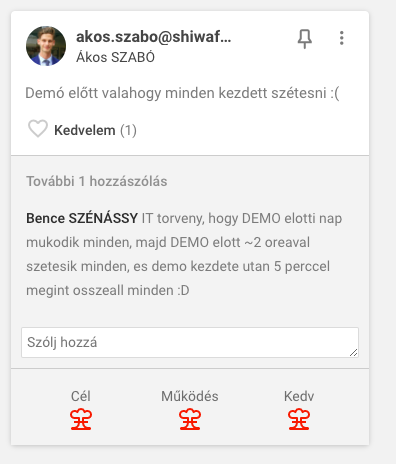 akos.szabo@shiwaf...
Ákos SZABÓ
Demó előtt valahogy minden kezdett szétesni :(
Kedvelem (1)
További 1 hozzászólás
Bence SZÉNÁSSY IT torveny, hogy DEMO elotti nap
mukodik minden, majd DEMO elott ~2 oreaval
szetesik minden, es demo kezdete utan 5 perccel
megint osszeall minden :D
Szólj hozzá
Cél Működés Kedv